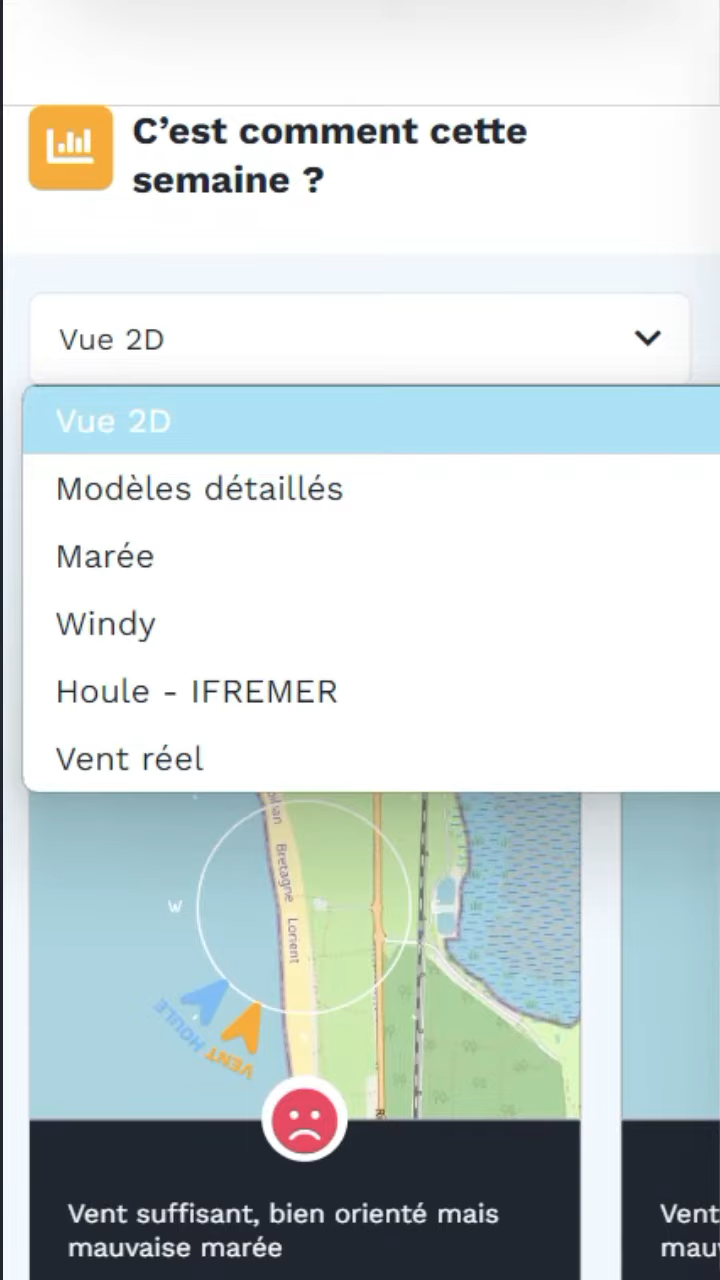 C’est comment cette
semaine ?
Vue 2D
Vue 2D
Modèles détaillés
Marée
Windy
Houle - IFREMER
Vent réel
Bretagne
Lorient
W
HOULE
VENT
Vent suffisant, bien orienté mais
mauvaise marée
Vent